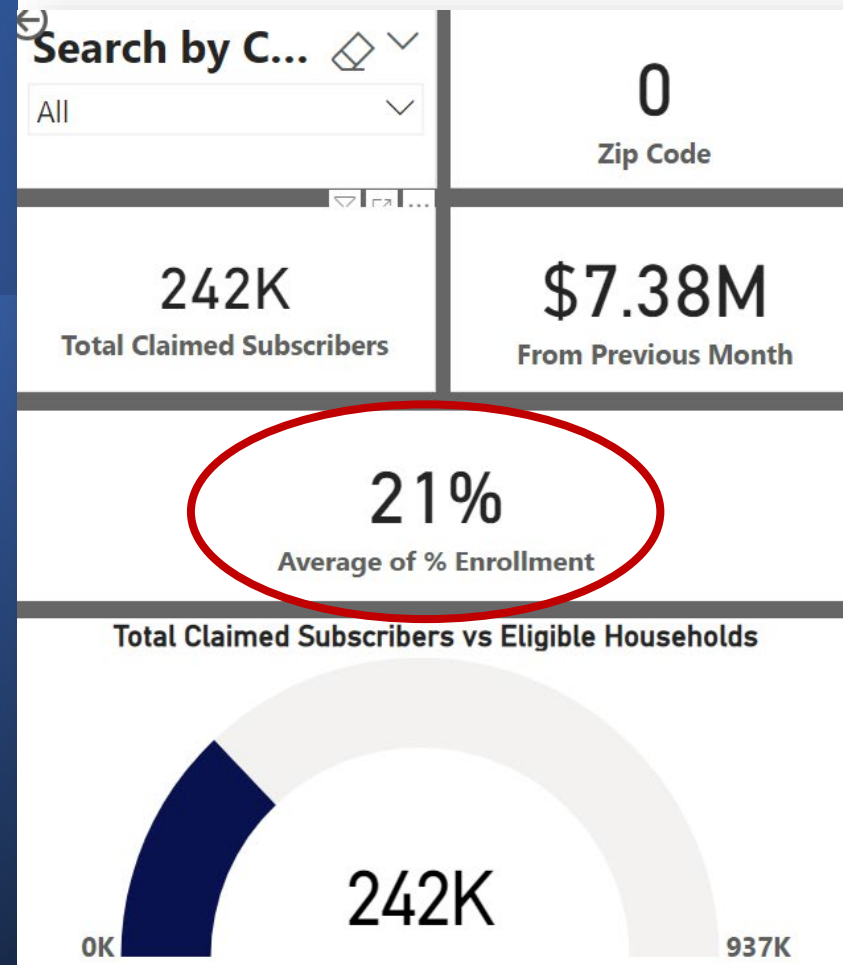 Search by C...
All
0
Zip Code
242K
Total Claimed Subscribers
$7.38M
From Previous Month
21%
Average of % Enrollment
Total Claimed Subscribers vs Eligible Households
242K
0K
937K